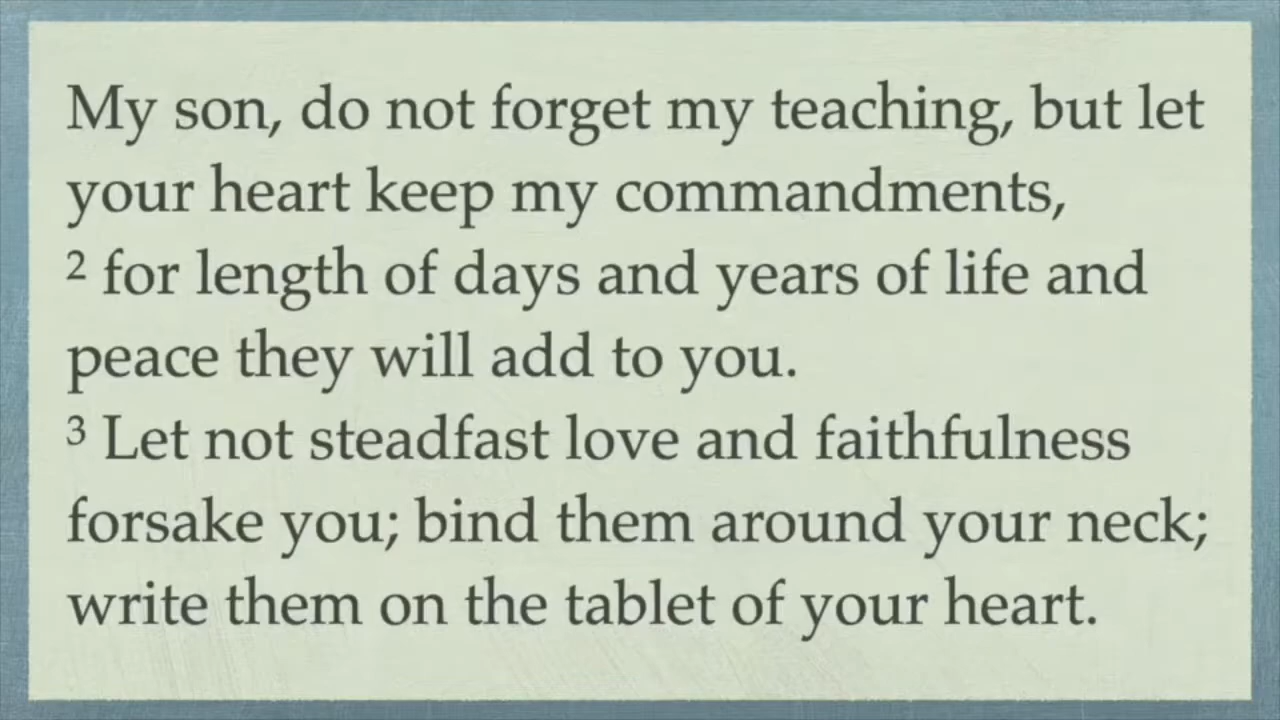 My son, do not forget my teaching, but let
your heart keep my commandments,
² for length of days and years of life and
peace they will add to you.
³ Let not steadfast love and faithfulness
forsake you; bind them around your neck;
write them on the tablet of your heart.